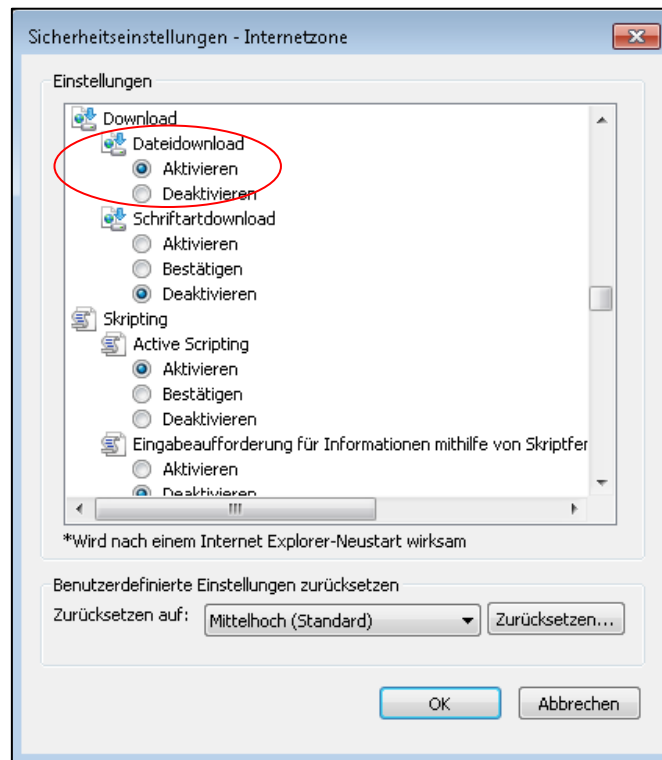 Sicherheitseinstellungen - Internetzone
Einstellungen
Download
Dateidownload
Aktivieren
Deaktivieren
Schriftartdownload
Aktivieren
Bestätigen
Deaktivieren
Skripting
Active Scripting
Aktivieren
Bestätigen
Deaktivieren
Eingabeaufforderung für Informationen mithilfe von Skriptfer
Aktivieren
Deaktivieren
*Wird nach einem Internet Explorer-Neustart wirksam
Benutzerdefinierte Einstellungen zurücksetzen
Zurücksetzen auf: Mittelhoch (Standard) Zurücksetzen...
OK Abbrechen